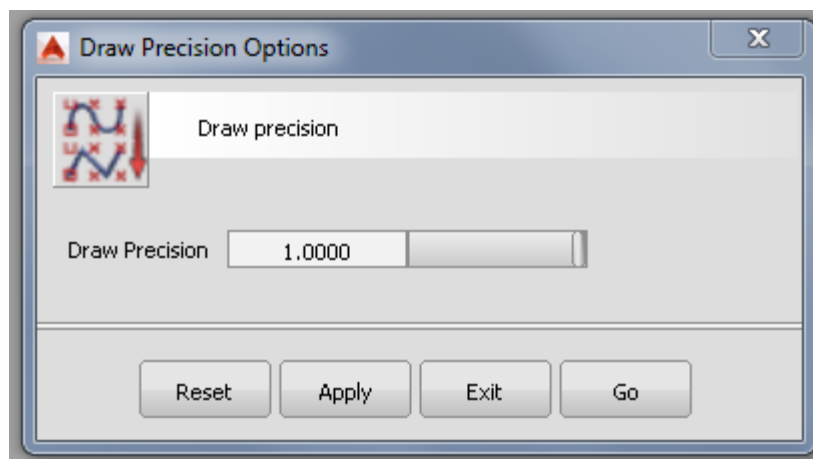 Draw Precision Options
Draw precision
Draw Precision 1.0000
Reset Apply Exit Go